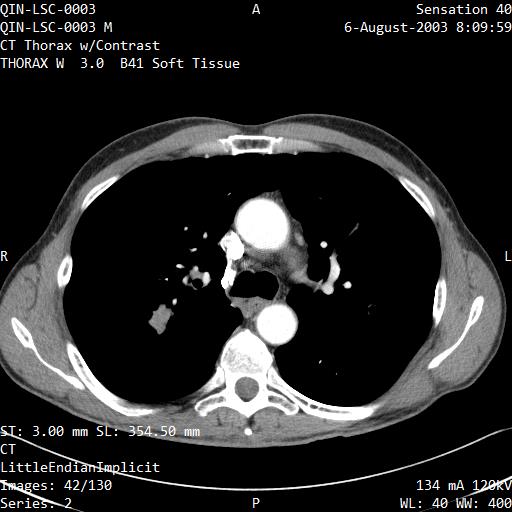 QIN-LSC-0003 A Sensation 40
QIN-LSC-0003 M 6-August-2003 8:09:59
CT Thorax w/Contrast
THORAX W 3.0 B41 Soft Tissue
R L
ST: 3.00 mm SL: 354.50 mm
CT
LittleEndianImplicit
Images: 42/130 134 mA 120kV
Series: 2 P WL: 40 WW: 400